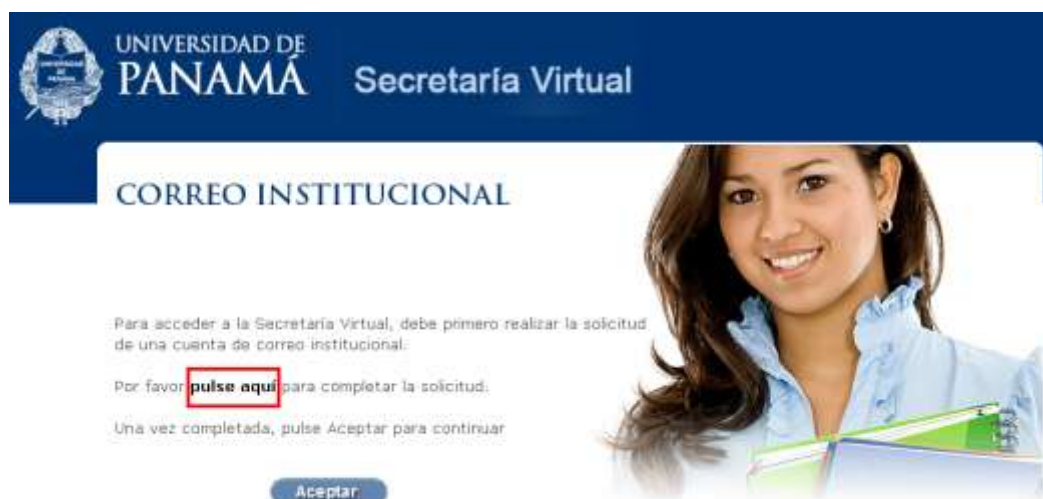 UNIVERSIDAD DE
PANAMÁ
Secretaría Virtual
CORREO INSTITUCIONAL
Para acceder a la Secretaría Virtual, debe primero realizar la solicitud
de una cuenta de correo institucional.
Por favor pulse aquí para completar la solicitud.
Una vez completada, pulse Aceptar para continuar
Aceptar